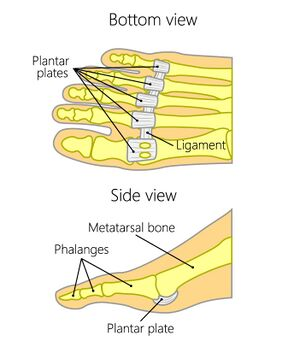 Bottom view
Plantar
plates
Ligament
Side view
Metatarsal bone
Phalanges
Plantar plate